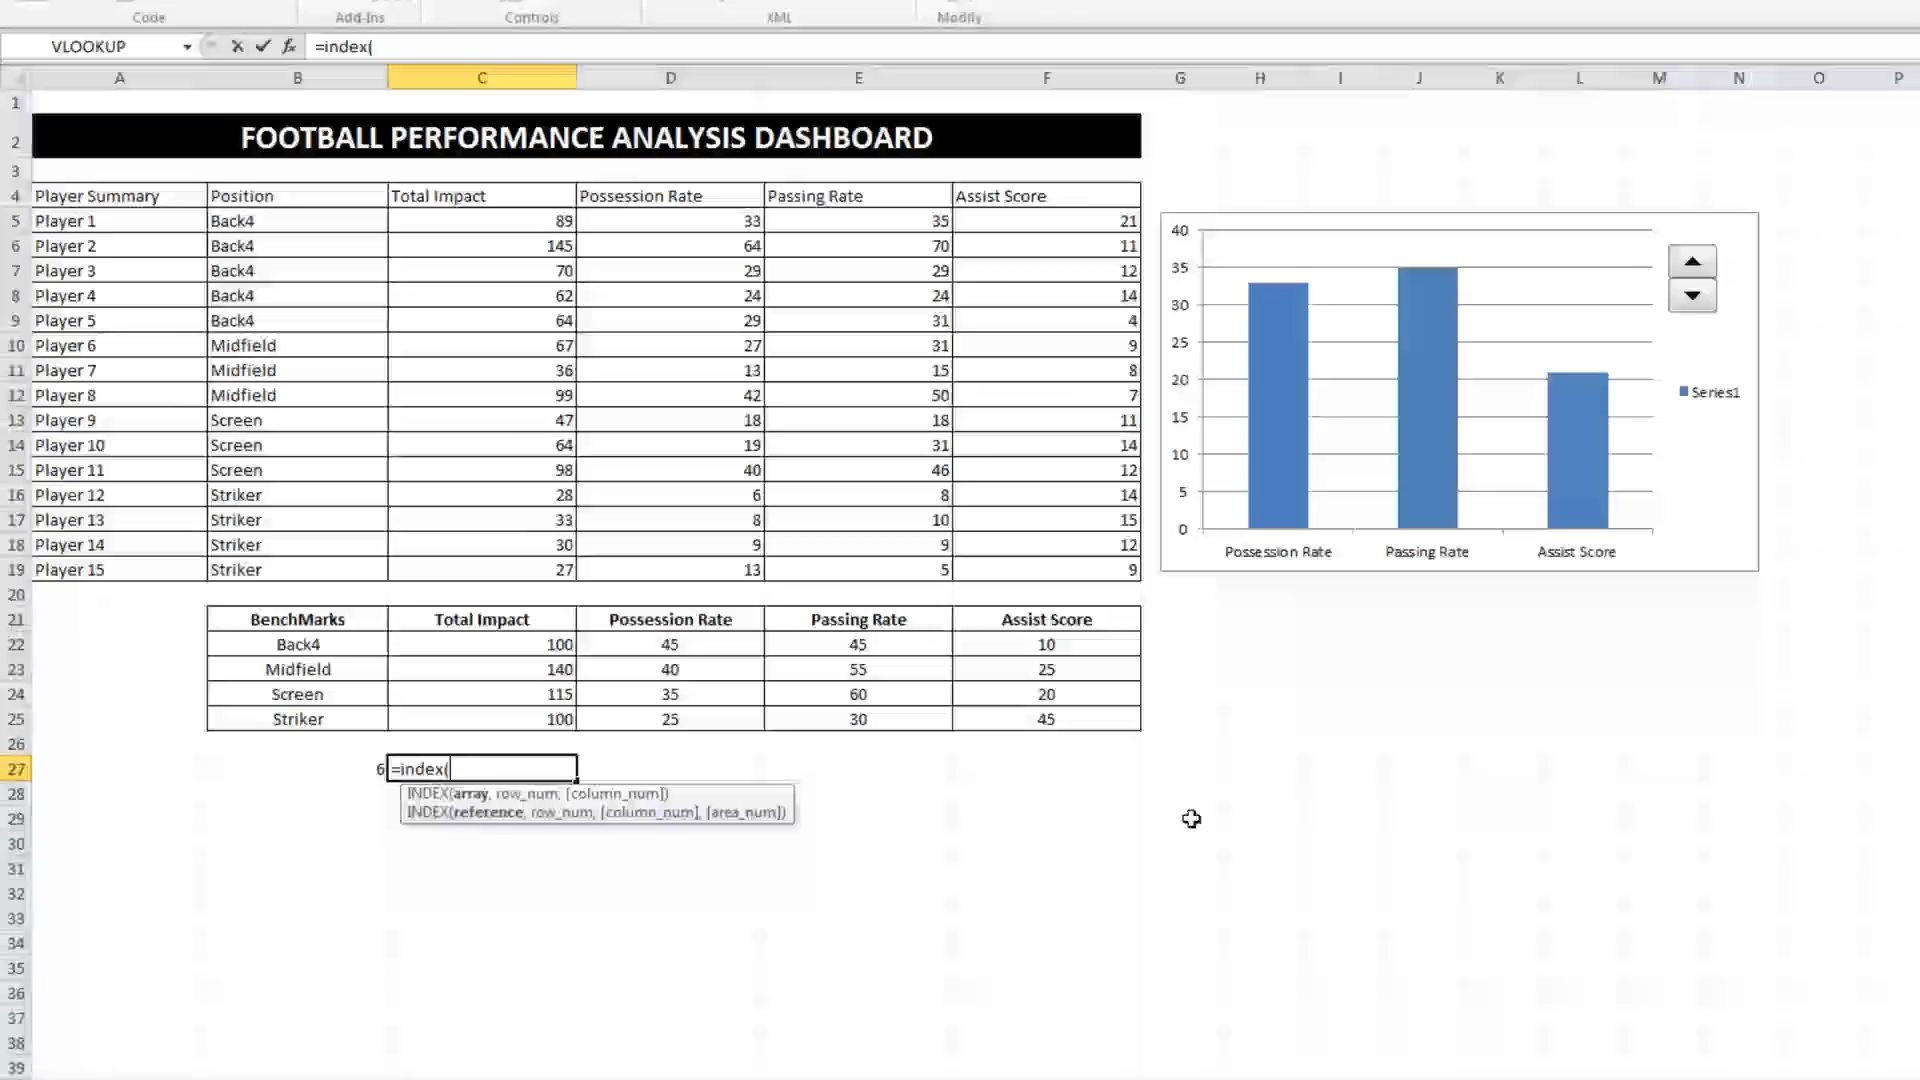 Code Add-Ins Controls XML Modify
VLOOKUP fx =index(
A B C D E F G H I J K L M N O P
1
2 FOOTBALL PERFORMANCE ANALYSIS DASHBOARD
3
4 Player Summary Position Total Impact Possession Rate Passing Rate Assist Score
5 Player 1 Back4 89 33 35 21
6 Player 2 Back4 145 64 70 11
7 Player 3 Back4 70 29 29 12
8 Player 4 Back4 62 24 24 14
9 Player 5 Back4 64 29 31 4
10 Player 6 Midfield 67 27 31 9
11 Player 7 Midfield 36 13 15 8
12 Player 8 Midfield 99 42 50 7
13 Player 9 Screen 47 18 18 11
14 Player 10 Screen 64 19 31 14
15 Player 11 Screen 98 40 46 12
16 Player 12 Striker 28 6 8 14
17 Player 13 Striker 33 8 10 15
18 Player 14 Striker 30 9 9 12
19 Player 15 Striker 27 13 5 9
20
21 BenchMarks Total Impact Possession Rate Passing Rate Assist Score
22 Back4 100 45 45 10
23 Midfield 140 40 55 25
24 Screen 115 35 60 20
25 Striker 100 25 30 45
26
27 6 =index(
28 INDEX(array, row_num, [column_num])
29 INDEX(reference, row_num, [column_num], [area_num])
30
31
32
33
34
35
36
37
38
39
40
35
30
25
20
15
10
5
0
Possession Rate Passing Rate Assist Score
Series1